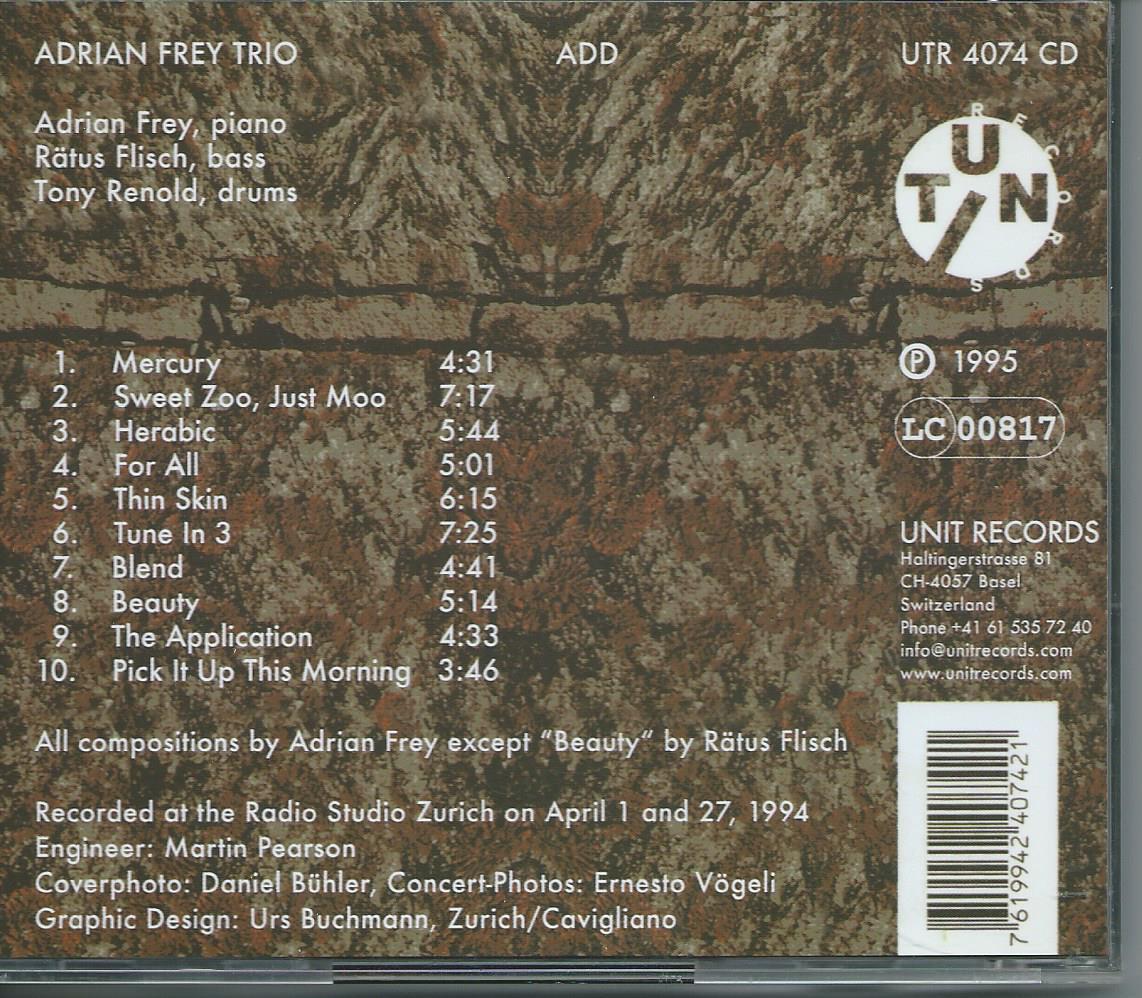 ADRIAN FREY TRIO ADD UTR 4074 CD
Adrian Frey, piano
Rätus Flisch, bass
Tony Renold, drums
UNIT
RECORDS
1. Mercury 4:31
2. Sweet Zoo, Just Moo 7:17
3. Herabic 5:44
4. For All 5:01
5. Thin Skin 6:15
6. Tune In 3 7:25
7. Blend 4:41
8. Beauty 5:14
9. The Application 4:33
10. Pick It Up This Morning 3:46
℗ 1995
LC 00817
UNIT RECORDS
Haltingerstrasse 81
CH-4057 Basel
Switzerland
Phone +41 61 535 72 40
info@unitrecords.com
www.unitrecords.com
All compositions by Adrian Frey except “Beauty“ by Rätus Flisch
Recorded at the Radio Studio Zurich on April 1 and 27, 1994
Engineer: Martin Pearson
Coverphoto: Daniel Bühler, Concert-Photos: Ernesto Vögeli
Graphic Design: Urs Buchmann, Zurich/Cavigliano
7 619942 407421